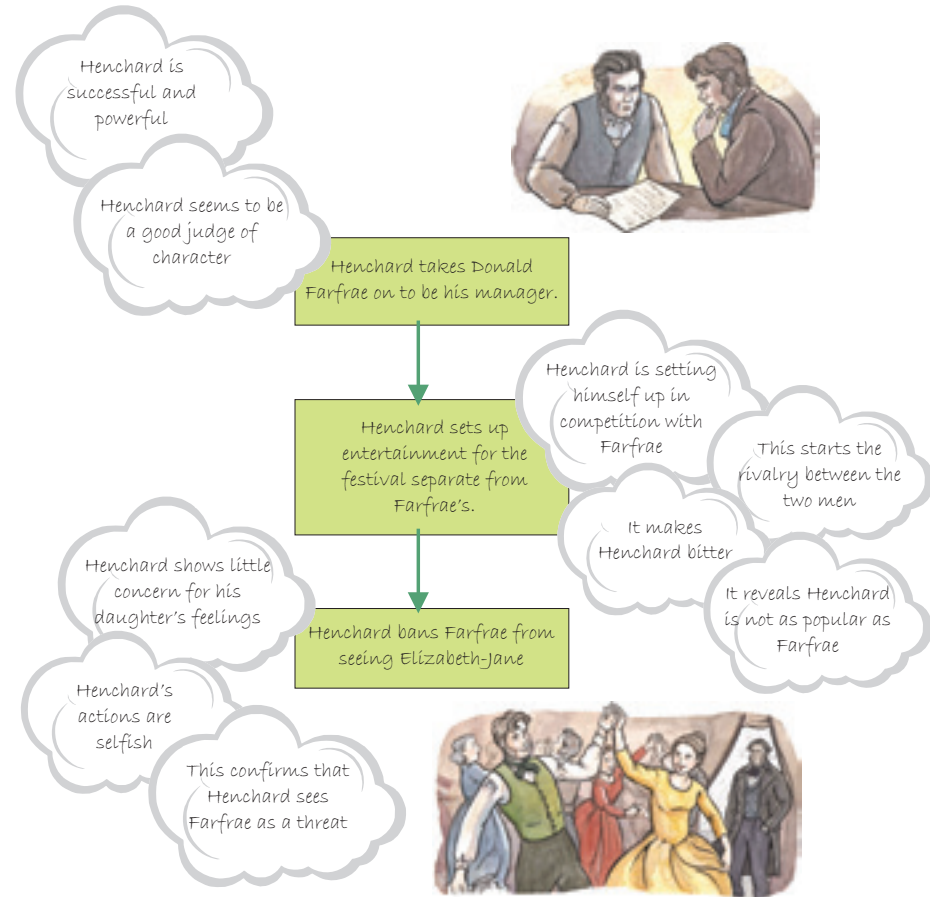 Henchard is
successful and
powerful
Henchard seems to be
a good judge of
character
Henchard takes Donald
Farfrae on to be his manager.
Henchard is setting
himself up in
competition with
Farfrae
This starts the
rivalry between the
two men
Henchard sets up
entertainment for the
festival separate from
Farfrae's.
It makes
Henchard bitter
It reveals Henchard
is not as popular as
Farfrae
Henchard shows little
concern for his
daughter's feelings
Henchard bans Farfrae from
seeing Elizabeth-Jane
Henchard's
actions are
selfish
This confirms that
Henchard sees
Farfrae as a threat